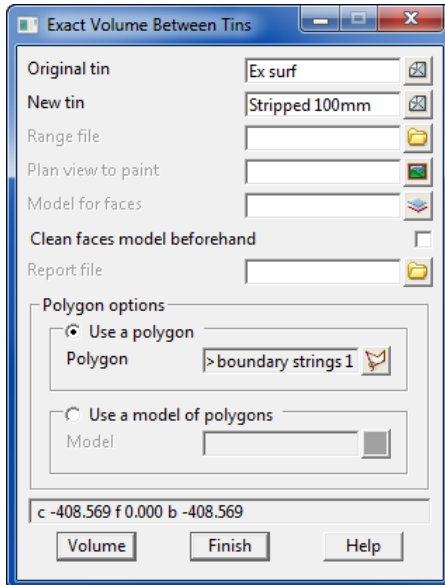 Exact Volume Between Tins
Original tin Ex surf
New tin Stripped 100mm
Range file
Plan view to paint
Model for faces
Clean faces model beforehand
Report file
Polygon options
Use a polygon
Polygon >boundary strings 1
Use a model of polygons
Model
c -408.569 f 0.000 b -408.569
Volume Finish Help